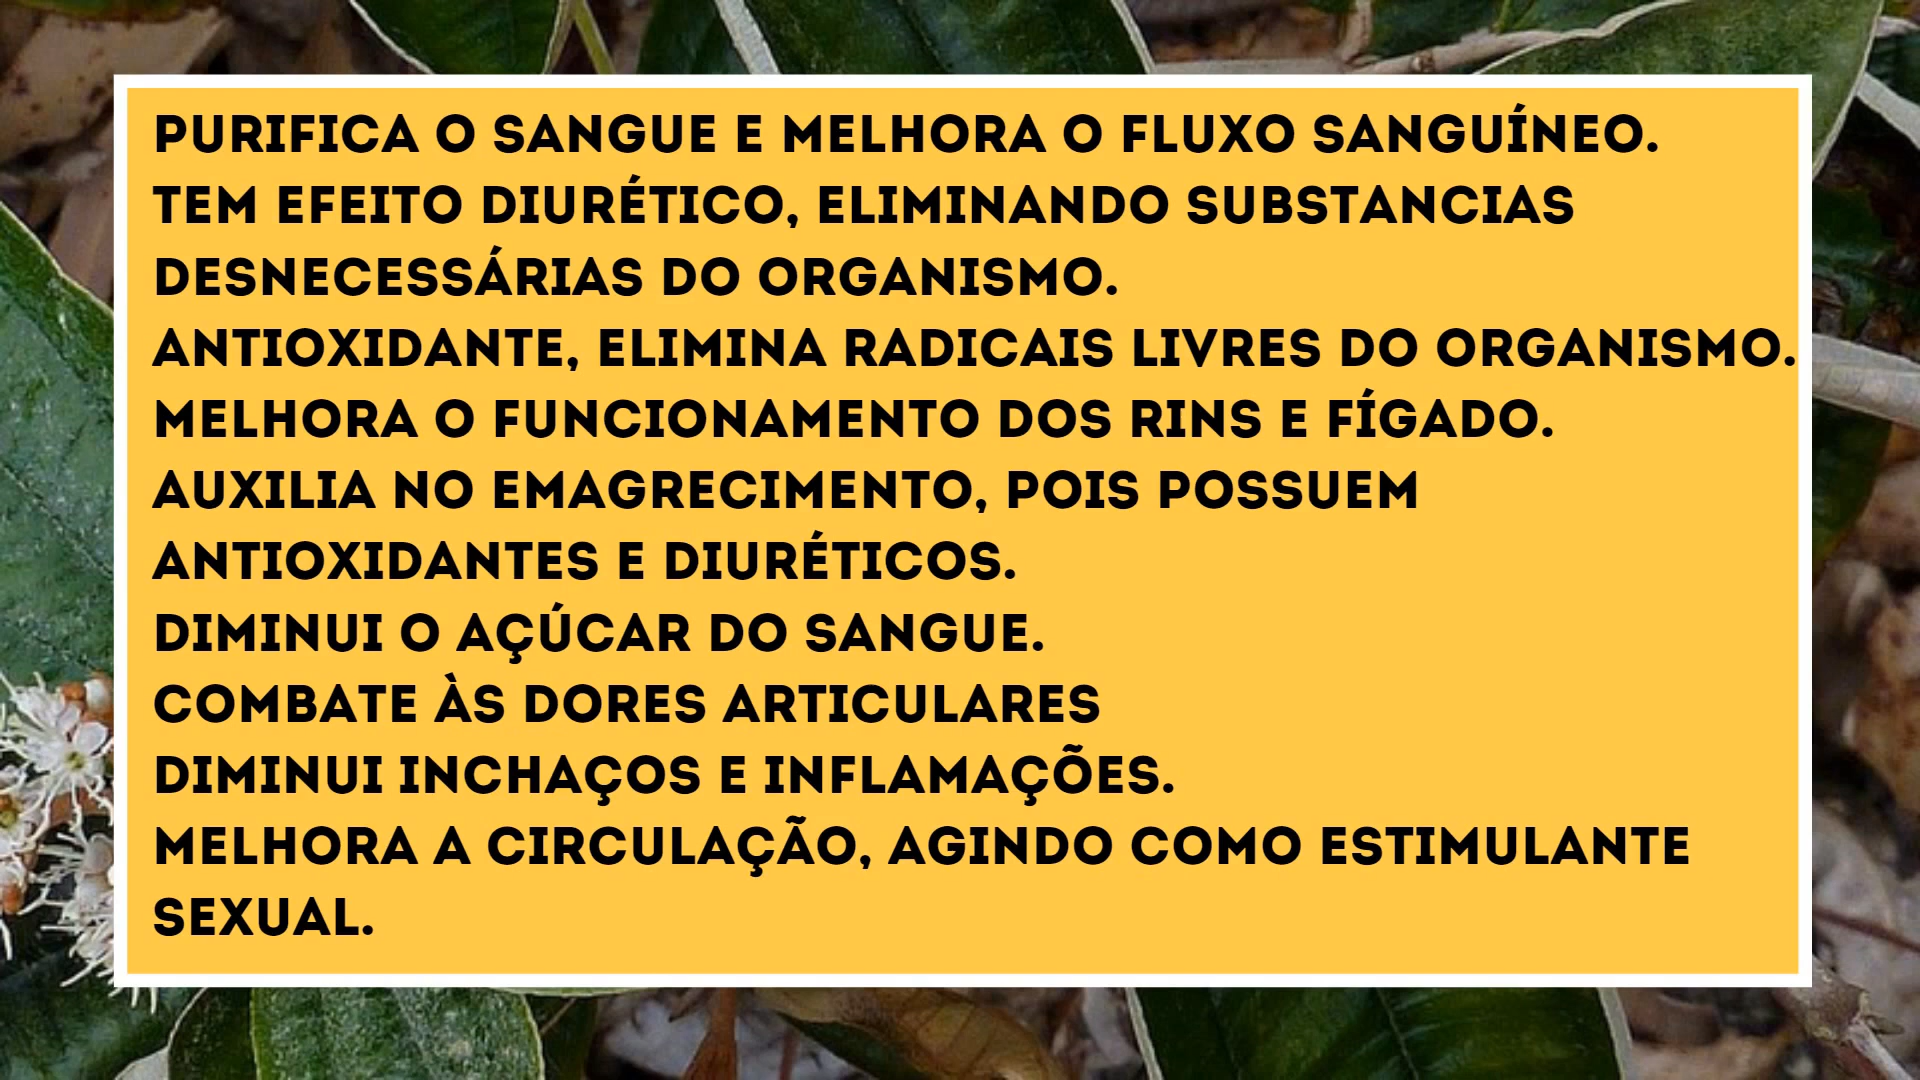 PURIFICA O SANGUE E MELHORA O FLUXO SANGUÍNEO.
TEM EFEITO DIURÉTICO, ELIMINANDO SUBSTANCIAS
DESNECESSÁRIAS DO ORGANISMO.
ANTIOXIDANTE, ELIMINA RADICAIS LIVRES DO ORGANISMO.
MELHORA O FUNCIONAMENTO DOS RINS E FÍGADO.
AUXILIA NO EMAGRECIMENTO, POIS POSSUEM
ANTIOXIDANTES E DIURÉTICOS.
DIMINUI O AÇÚCAR DO SANGUE.
COMBATE ÀS DORES ARTICULARES
DIMINUI INCHAÇOS E INFLAMAÇÕES.
MELHORA A CIRCULAÇÃO, AGINDO COMO ESTIMULANTE
SEXUAL.